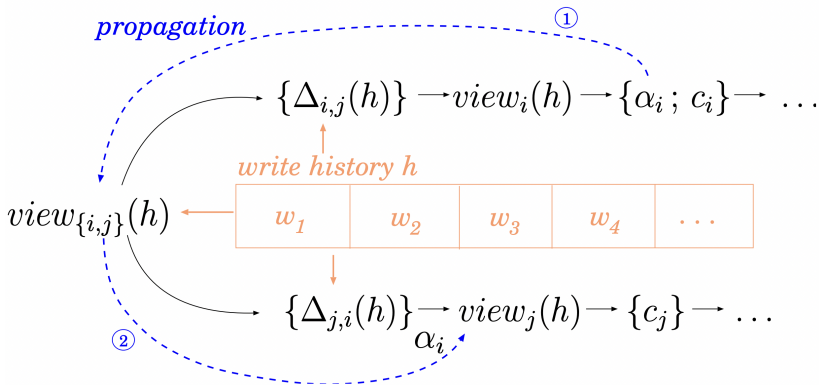 ①
propagation
{Δ_{i,j}(h)} → view_i(h) → {α_i ; c_i} → ...
write history h
view_{{i,j}}(h)
w_1 w_2 w_3 w_4 ...
{Δ_{j,i}(h)} → view_j(h) → {c_j} → ...
② α_i